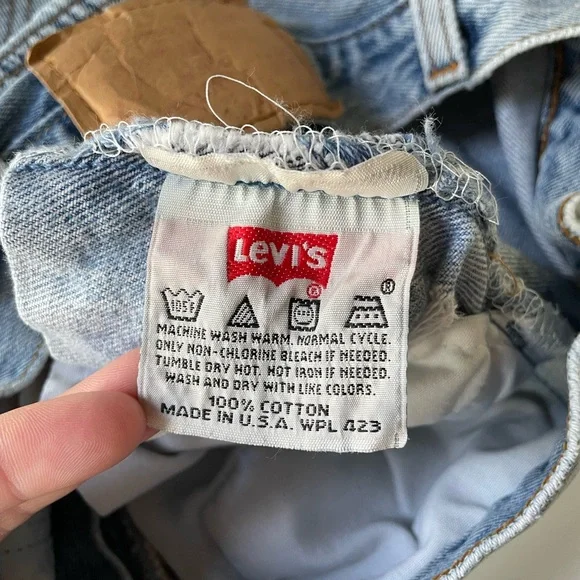 Levi's
®
®
105F
MACHINE WASH WARM. NORMAL CYCLE.
ONLY NON-CHLORINE BLEACH IF NEEDED.
TUMBLE DRY HOT. HOT IRON IF NEEDED.
WASH AND DRY WITH LIKE COLORS.
100% COTTON
MADE IN U.S.A. WPL 423